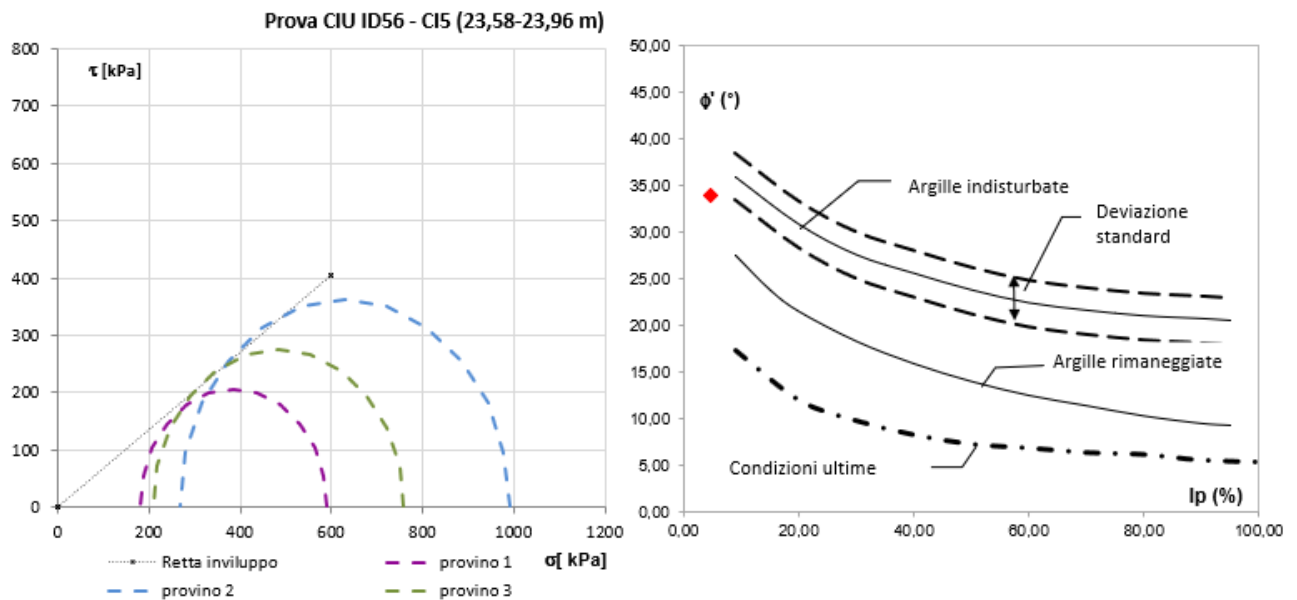 Prova CIU ID56 - CI5 (23,58-23,96 m)
τ [kPa]
800
700
600
500
400
300
200
100
0
0
200
400
600
800
1000
1200
σ[ kPa]
Retta inviluppo
provino 1
provino 2
provino 3
ϕ' (°)
50,00
45,00
40,00
35,00
30,00
25,00
20,00
15,00
10,00
5,00
0,00
Argille indisturbate
Deviazione
standard
Argille rimaneggiate
Condizioni ultime
Ip (%)
0,00
20,00
40,00
60,00
80,00
100,00